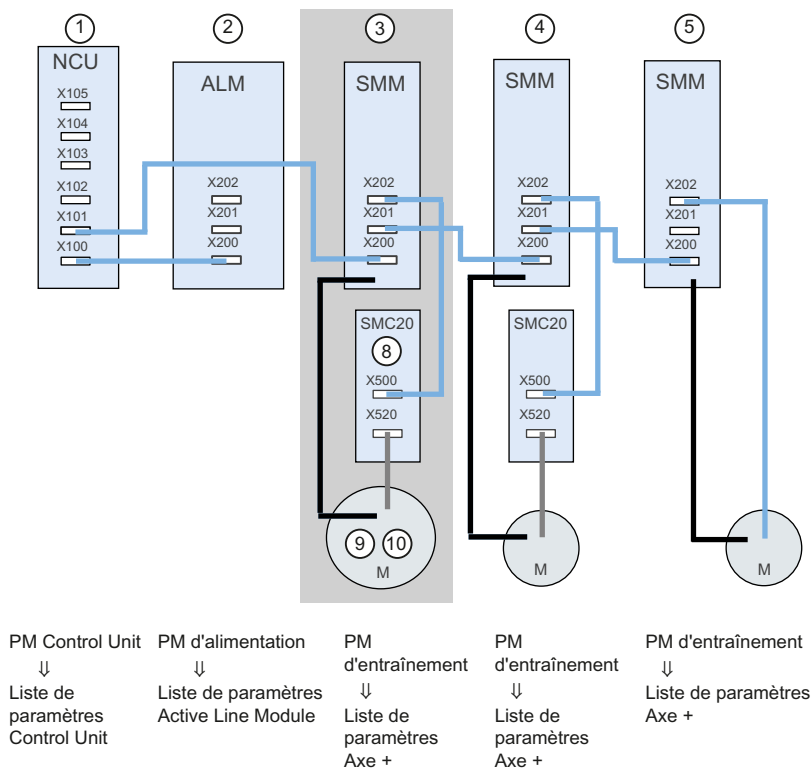 1
2
3
4
5
NCU
ALM
SMM
SMM
SMM
X105
X104
X103
X102
X101
X100
X202
X201
X200
X202
X201
X200
X202
X201
X200
X202
X201
X200
SMC20
8
X500
X520
SMC20
X500
X520
9
10
M
M
M
PM Control Unit
⇓
Liste de
paramètres
Control Unit
PM d'alimentation
⇓
Liste de paramètres
Active Line Module
PM
d'entraînement
⇓
Liste de
paramètres
Axe +
PM
d'entraînement
⇓
Liste de
paramètres
Axe +
PM d'entraînement
⇓
Liste de paramètres
Axe +